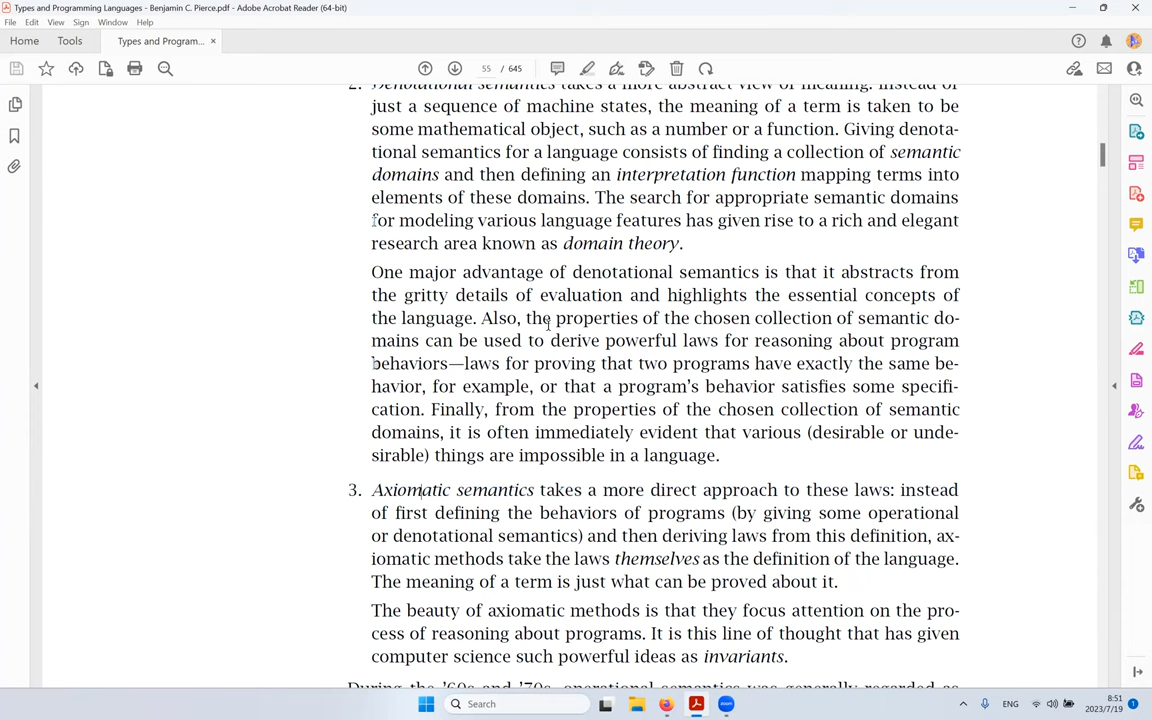 Types and Programming Languages - Benjamin C. Pierce.pdf - Adobe Acrobat Reader (64-bit)
File Edit View Sign Window Help
Home Tools Types and Program... ×
55 / 645
2. Denotational semantics takes a more abstract view of meaning: instead of
just a sequence of machine states, the meaning of a term is taken to be
some mathematical object, such as a number or a function. Giving denota-
tional semantics for a language consists of finding a collection of semantic
domains and then defining an interpretation function mapping terms into
elements of these domains. The search for appropriate semantic domains
for modeling various language features has given rise to a rich and elegant
research area known as domain theory.
One major advantage of denotational semantics is that it abstracts from
the gritty details of evaluation and highlights the essential concepts of
the language. Also, the properties of the chosen collection of semantic do-
mains can be used to derive powerful laws for reasoning about program
behaviors—laws for proving that two programs have exactly the same be-
havior, for example, or that a program's behavior satisfies some specifi-
cation. Finally, from the properties of the chosen collection of semantic
domains, it is often immediately evident that various (desirable or unde-
sirable) things are impossible in a language.
3. Axiomatic semantics takes a more direct approach to these laws: instead
of first defining the behaviors of programs (by giving some operational
or denotational semantics) and then deriving laws from this definition, ax-
iomatic methods take the laws themselves as the definition of the language.
The meaning of a term is just what can be proved about it.
The beauty of axiomatic methods is that they focus attention on the pro-
cess of reasoning about programs. It is this line of thought that has given
computer science such powerful ideas as invariants.
During the '60s and '70s, operational semantics was generally regarded as
Search
zoom
ENG
8:51
2023/7/19
1